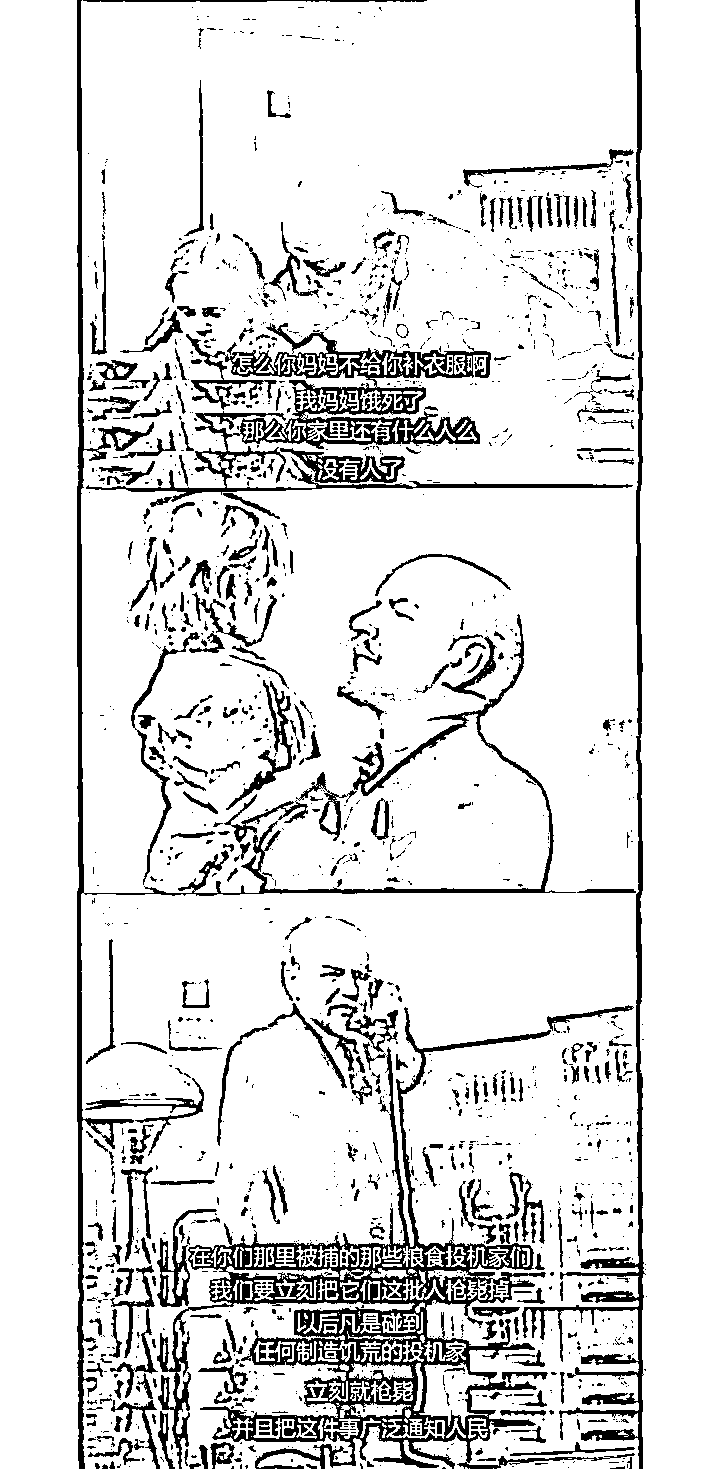 怎么你妈妈不给你补衣服啊
我妈妈饿死了
那么你家里还有什么人么
没有人了
在你们那里被捕的那些粮食投机家们
我们要立刻把它们这批人枪毙掉
以后凡是碰到
任何制造饥荒的投机家
立刻就枪毙
并且把这件事广泛通知人民